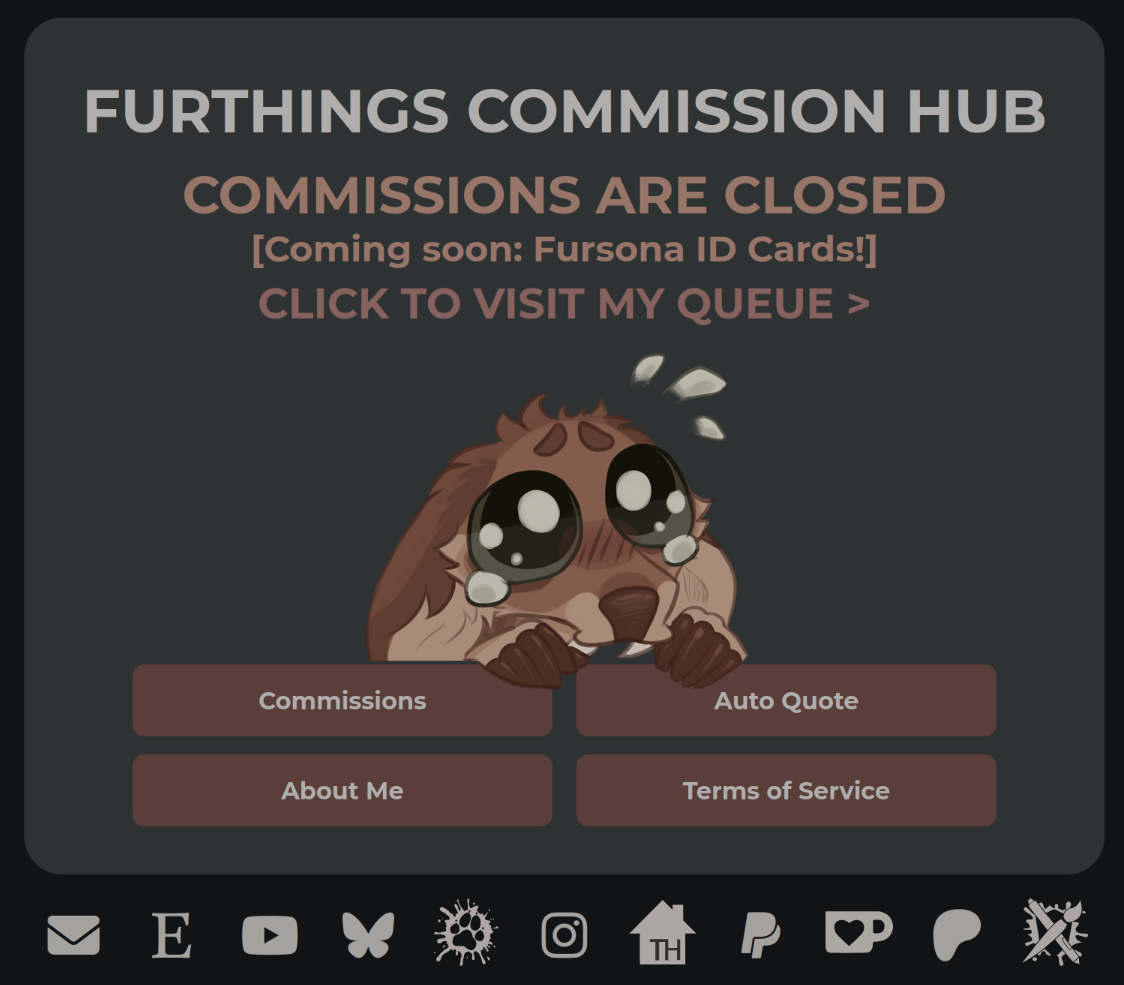 FURTHINGS COMMISSION HUB
COMMISSIONS ARE CLOSED
[Coming soon: Fursona ID Cards!]
CLICK TO VISIT MY QUEUE >
Commissions
Auto Quote
About Me
Terms of Service
E
TH